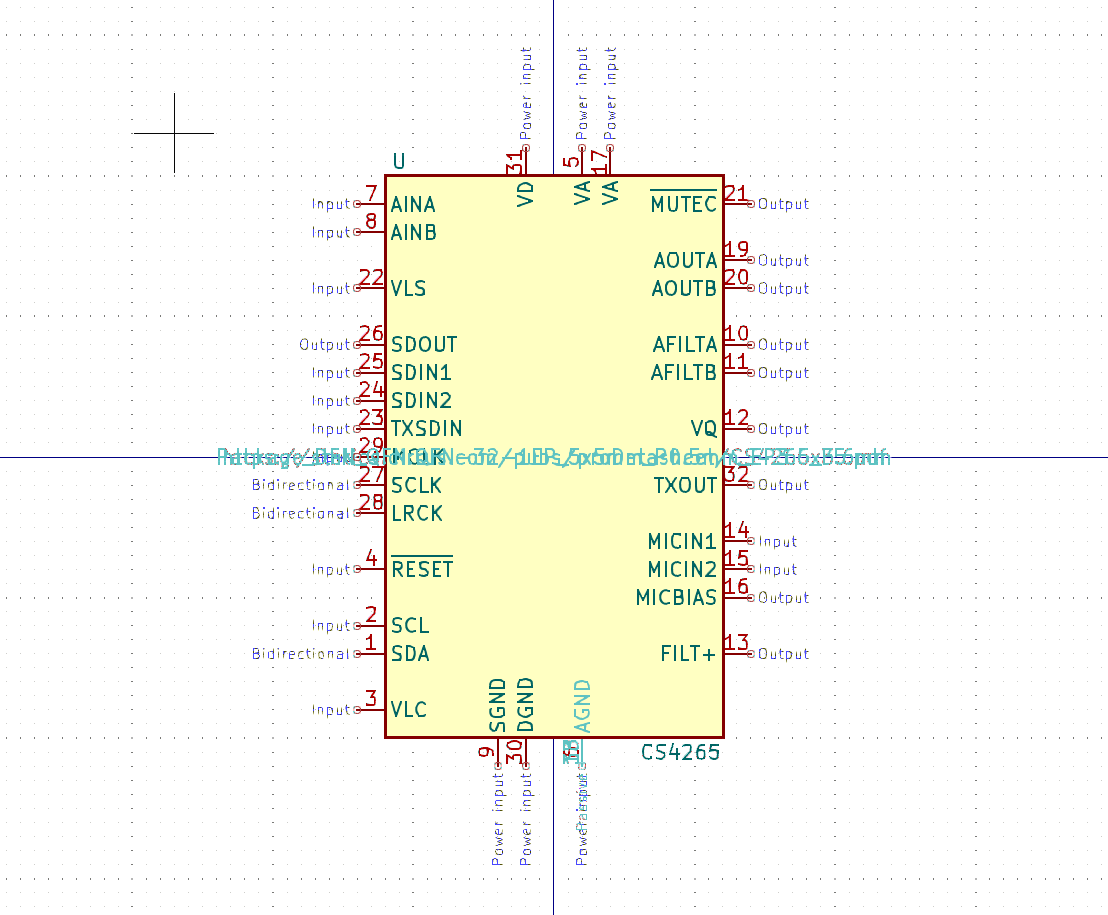 Power input
Power input
Power input
U
31
5
17
VD
VA
VA
7
Input
AINA
MUTEC
21
Output
8
Input
AINB
AOUTA
19
Output
22
Input
VLS
AOUTB
20
Output
26
Output
SDOUT
AFILTA
10
Output
25
Input
SDIN1
AFILTB
11
Output
24
Input
SDIN2
23
Input
TXSDIN
VQ
12
Output
29
MCLK
27
Bidirectional
SCLK
TXOUT
32
Output
28
Bidirectional
LRCK
MICIN1
14
Input
4
Input
RESET
MICIN2
15
Input
MICBIAS
16
Output
2
Input
SCL
1
Bidirectional
SDA
FILT+
13
Output
3
Input
VLC
SGND
DGND
AGND
9
30
CS4265
Power input
Power input
Power input